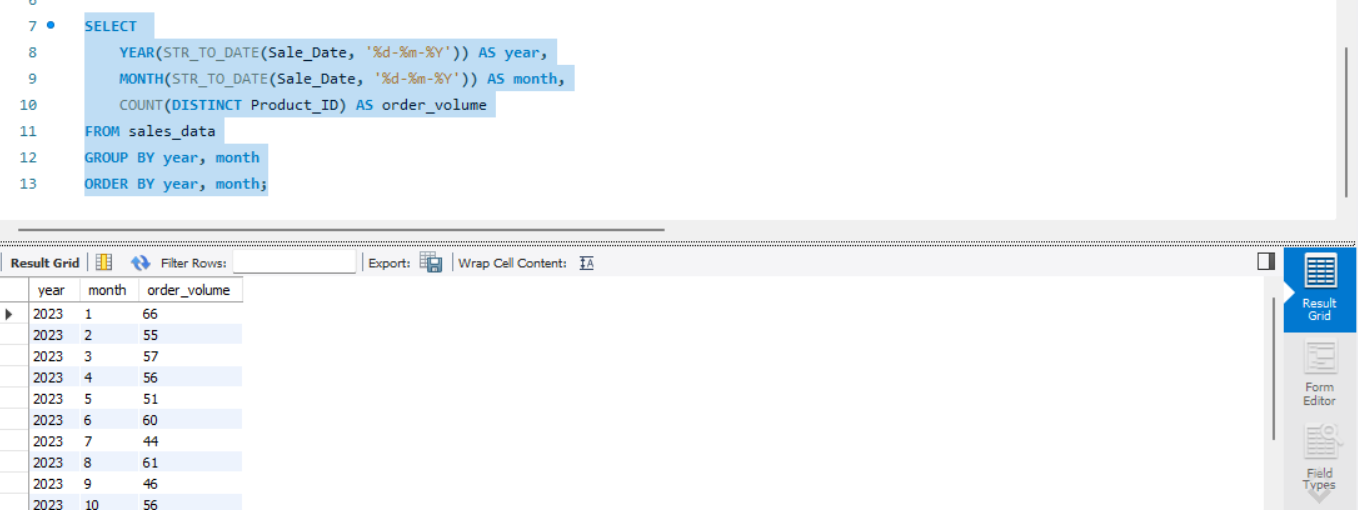 6
7 SELECT
8 YEAR(STR_TO_DATE(Sale_Date, '%d-%m-%Y')) AS year,
9 MONTH(STR_TO_DATE(Sale_Date, '%d-%m-%Y')) AS month,
10 COUNT(DISTINCT Product_ID) AS order_volume
11 FROM sales_data
12 GROUP BY year, month
13 ORDER BY year, month;
Result Grid Filter Rows: Export: Wrap Cell Content: IA
year month order_volume
2023 1 66
2023 2 55
2023 3 57
2023 4 56
2023 5 51
2023 6 60
2023 7 44
2023 8 61
2023 9 46
2023 10 56
Result
Grid
Form
Editor
Field
Types